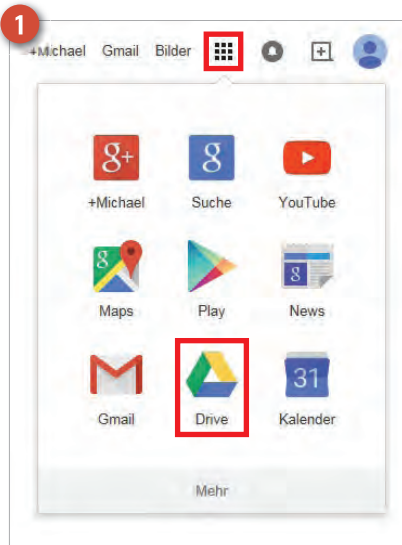 1
+Michael Gmail Bilder
g+ g
+Michael Suche YouTube
g g
Maps Play News
31
Gmail Drive Kalender
Mehr